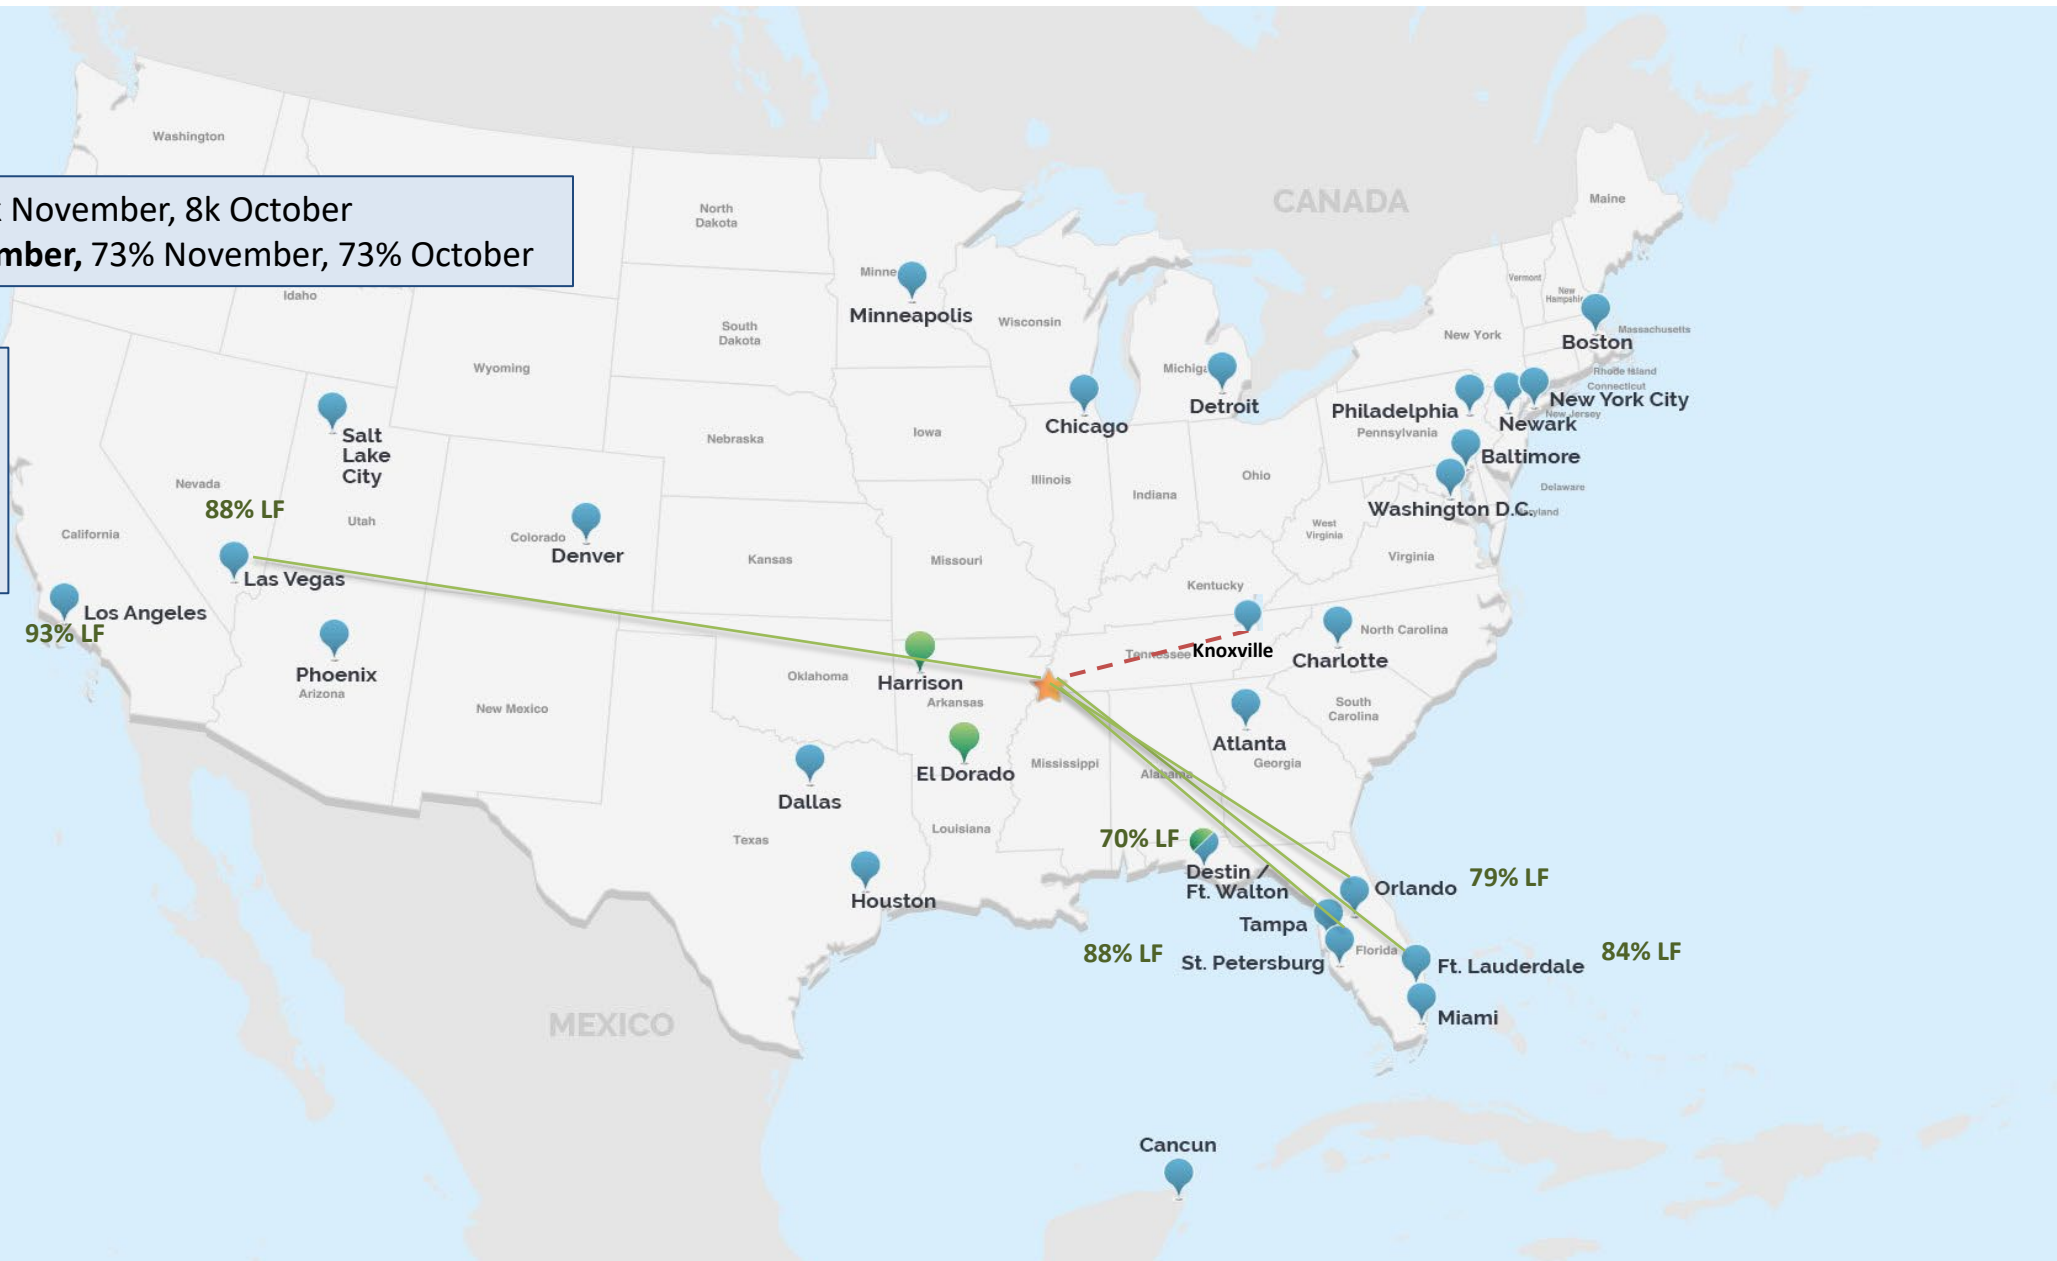 Washington
November, 8k October
mber, 73% November, 73% October
North
Dakota
CANADA
Maine
Minne
Minneapolis
Idaho
South
Dakota
Wisconsin
Vermont
New
Hampshire
New York
Massachusetts
Boston
Wyoming
Michiga
Detroit
Rhode Island
Connecticut
New York City
New Jersey
Philadelphia
Pennsylvania
Newark
Chicago
Salt
Lake
City
Nebraska
Iowa
Baltimore
Nevada
Illinois
Indiana
Ohio
Delaware
88% LF
Utah
Washington D.C.
Maryland
California
Colorado
Denver
West
Virginia
Virginia
Kansas
Missouri
Las Vegas
Kentucky
Los Angeles
93% LF
North Carolina
Tennessee
Knoxville
Charlotte
Phoenix
Arizona
Oklahoma
Harrison
Arkansas
New Mexico
South
Carolina
Atlanta
Georgia
Mississippi
Alabama
El Dorado
Dallas
Texas
Louisiana
70% LF
Destin /
Ft. Walton
Orlando
79% LF
Houston
Tampa
88% LF
St. Petersburg
Florida
Ft. Lauderdale
84% LF
Miami
MEXICO
Cancun